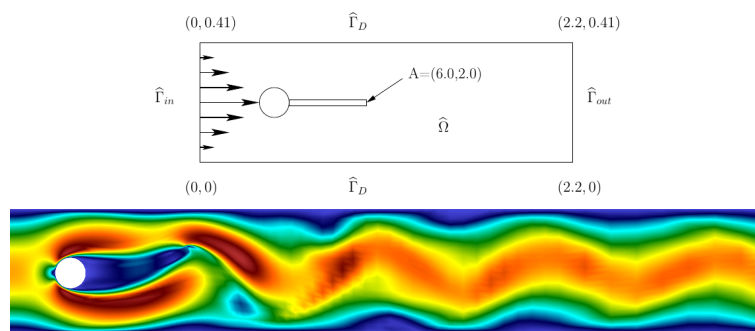 (0, 0.41) Γ̂_D (2.2, 0.41)
A=(6.0,2.0)
Γ̂_in Γ̂_out
Ω̂
(0, 0) Γ̂_D (2.2, 0)